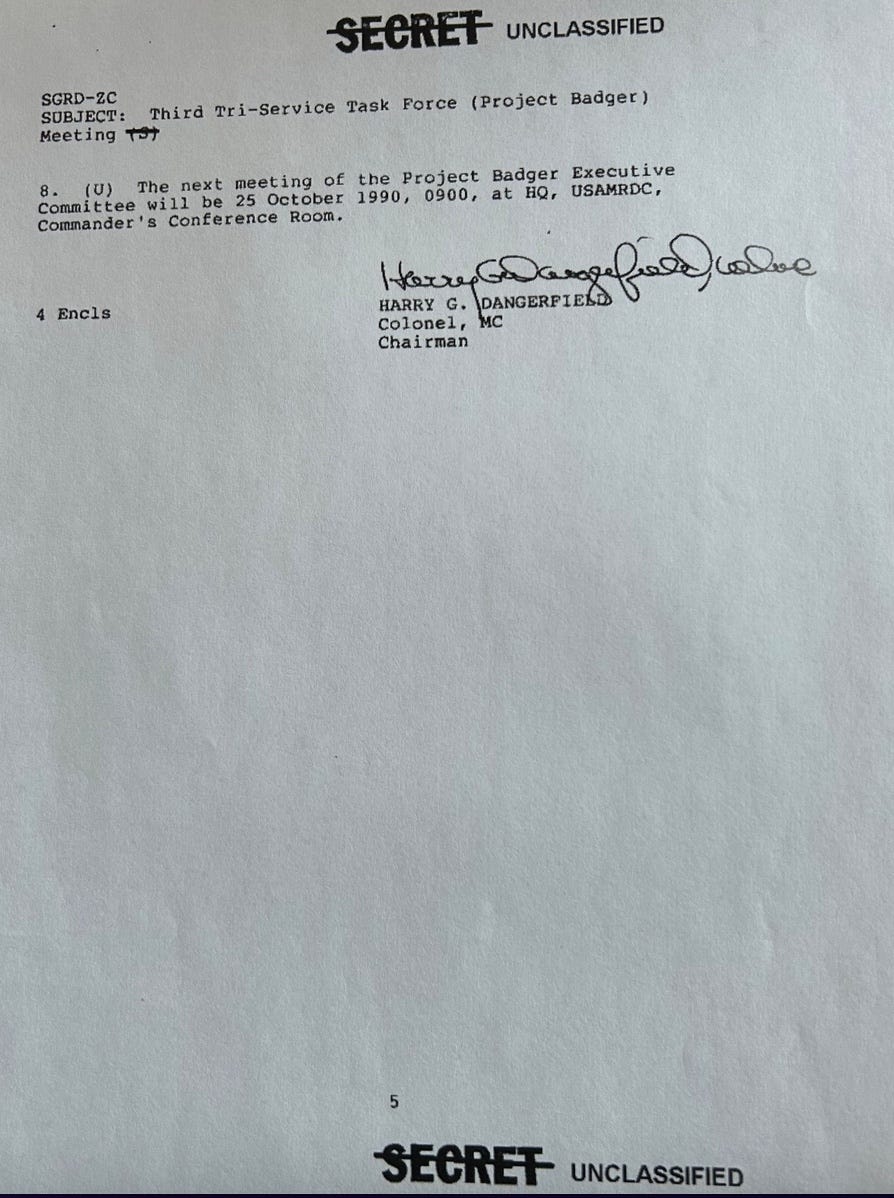 SECRET UNCLASSIFIED
SGRD-ZC
SUBJECT: Third Tri-Service Task Force (Project Badger)
Meeting (S)
8. (U) The next meeting of the Project Badger Executive
Committee will be 25 October 1990, 0900, at HQ, USAMRDC,
Commander's Conference Room.
Harry G Dangerfield,
4 Encls
HARRY G. DANGERFIELD
Colonel, MC
Chairman
5
SECRET UNCLASSIFIED